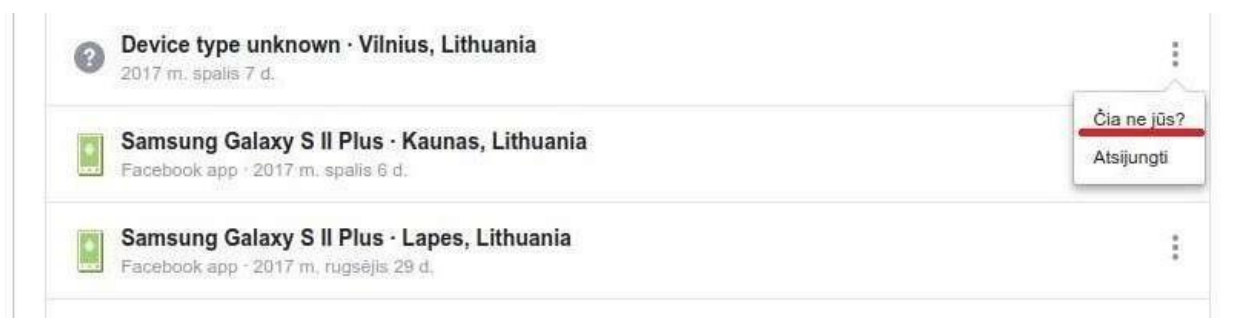 Device type unknown · Vilnius, Lithuania
2017 m. spalis 7 d.
Čia ne jūs?
Samsung Galaxy S II Plus · Kaunas, Lithuania
Facebook app · 2017 m. spalis 6 d.
Atsijungti
Samsung Galaxy S II Plus · Lapes, Lithuania
Facebook app · 2017 m. rugsėjis 29 d.